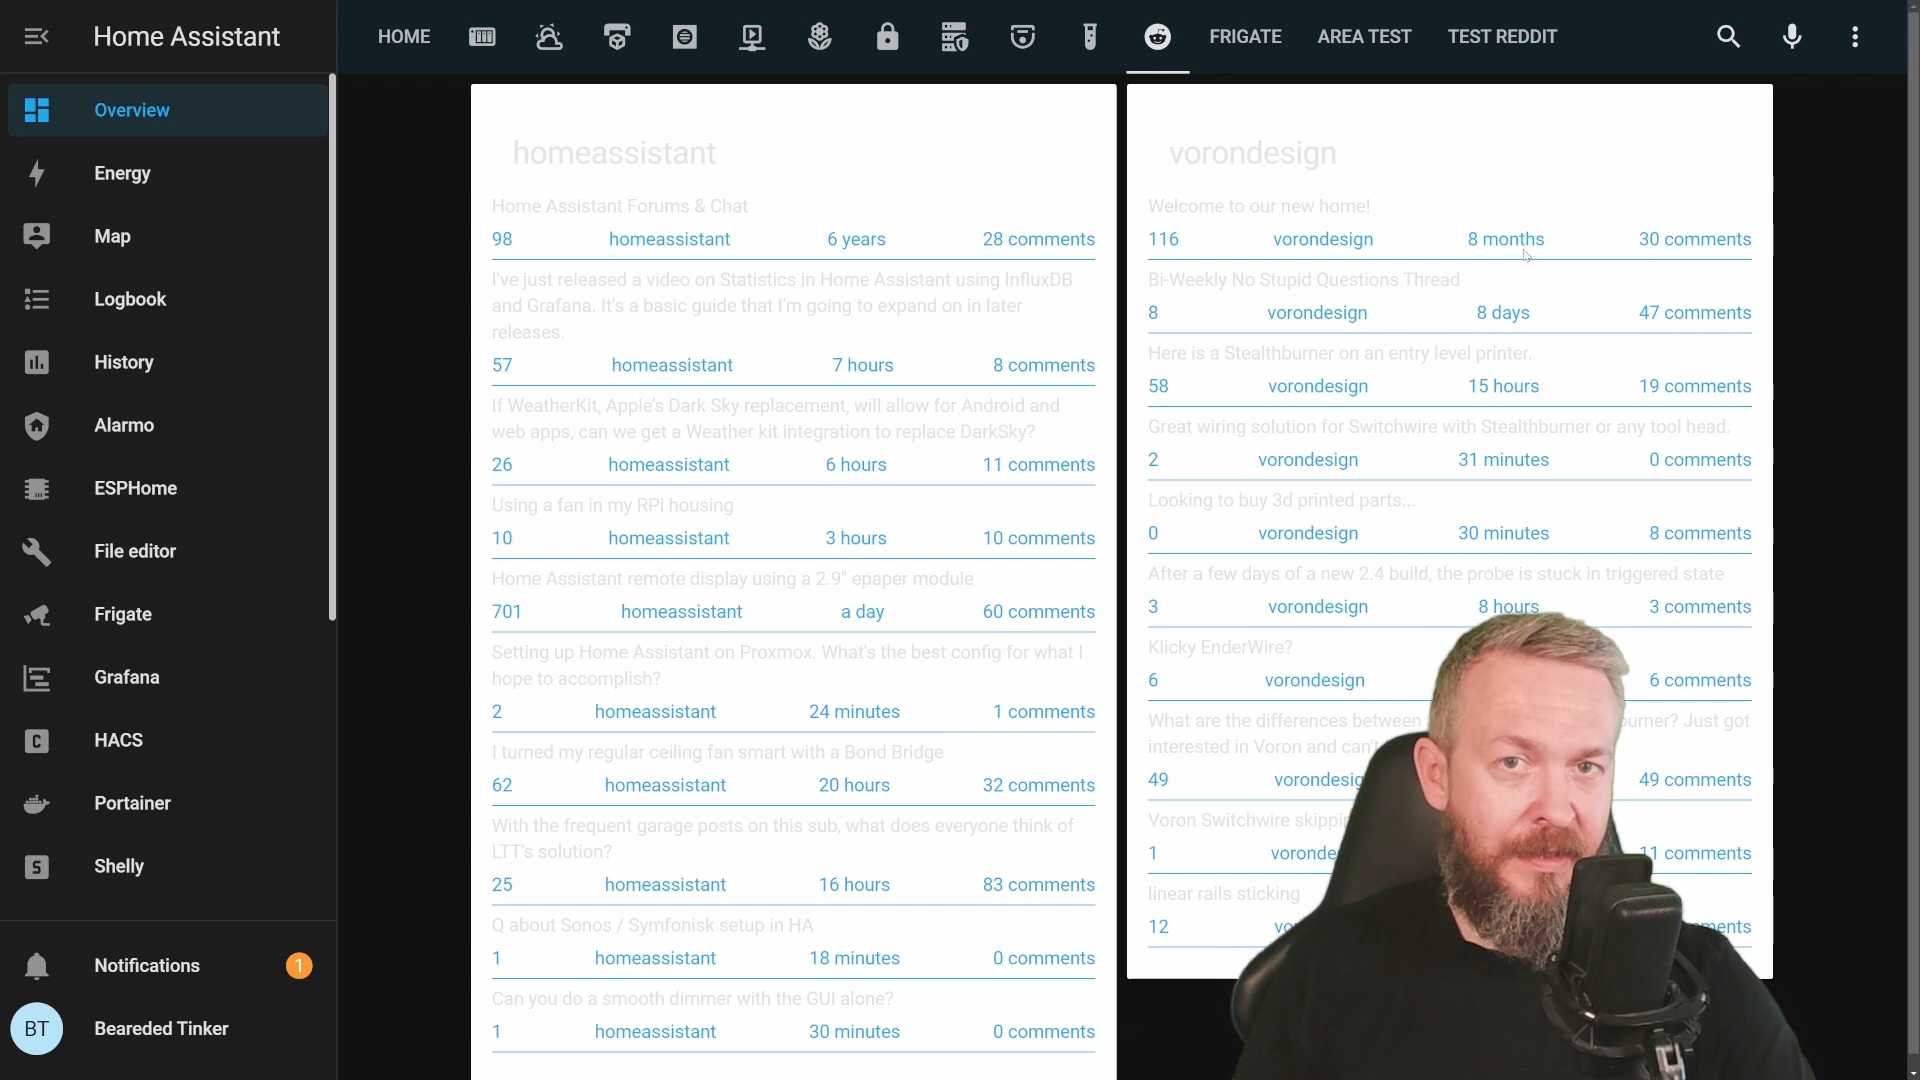 Home Assistant
HOME
FRIGATE
AREA TEST
TEST REDDIT
Overview
Energy
Map
Logbook
History
Alarmo
ESPHome
File editor
Frigate
Grafana
C
HACS
Portainer
S
Shelly
Notifications
1
BT
Bearded Tinker
homeassistant
Home Assistant Forums & Chat
98 homeassistant 6 years 28 comments
I've just released a video on Statistics in Home Assistant using InfluxDB
and Grafana. It's a basic guide that I'm going to expand on in later
releases.
57 homeassistant 7 hours 8 comments
If WeatherKit, Apple's Dark Sky replacement, will allow for Android and
web apps, can we get a Weather kit integration to replace DarkSky?
26 homeassistant 6 hours 11 comments
Using a fan in my RPi housing
10 homeassistant 3 hours 10 comments
Home Assistant remote display using a 2.9" epaper module
701 homeassistant a day 60 comments
Setting up Home Assistant on Proxmox. What's the best config for what I
hope to accomplish?
2 homeassistant 24 minutes 1 comments
I turned my regular ceiling fan smart with a Bond Bridge
62 homeassistant 20 hours 32 comments
With the frequent garage posts on this sub, what does everyone think of
LTT's solution?
25 homeassistant 16 hours 83 comments
Q about Sonos / Symfonisk setup in HA
1 homeassistant 18 minutes 0 comments
Can you do a smooth dimmer with the GUI alone?
1 homeassistant 30 minutes 0 comments
vorondesign
Welcome to our new home!
116 vorondesign 8 months 30 comments
Bi-Weekly No Stupid Questions Thread
8 vorondesign 8 days 47 comments
Here is a Stealthburner on an entry level printer.
58 vorondesign 15 hours 19 comments
Great wiring solution for Switchwire with Stealthburner or any tool head.
2 vorondesign 31 minutes 0 comments
Looking to buy 3d printed parts...
0 vorondesign 30 minutes 8 comments
After a few days of a new 2.4 build, the probe is stuck in triggered state
3 vorondesign 8 hours 3 comments
Klicky EnderWire?
6 vorondesign 6 comments
What are the differences between Just got
interested in Voron and can't
49 49 comments
Voron Switchwire
1 11 comments
linear rails sticking
12